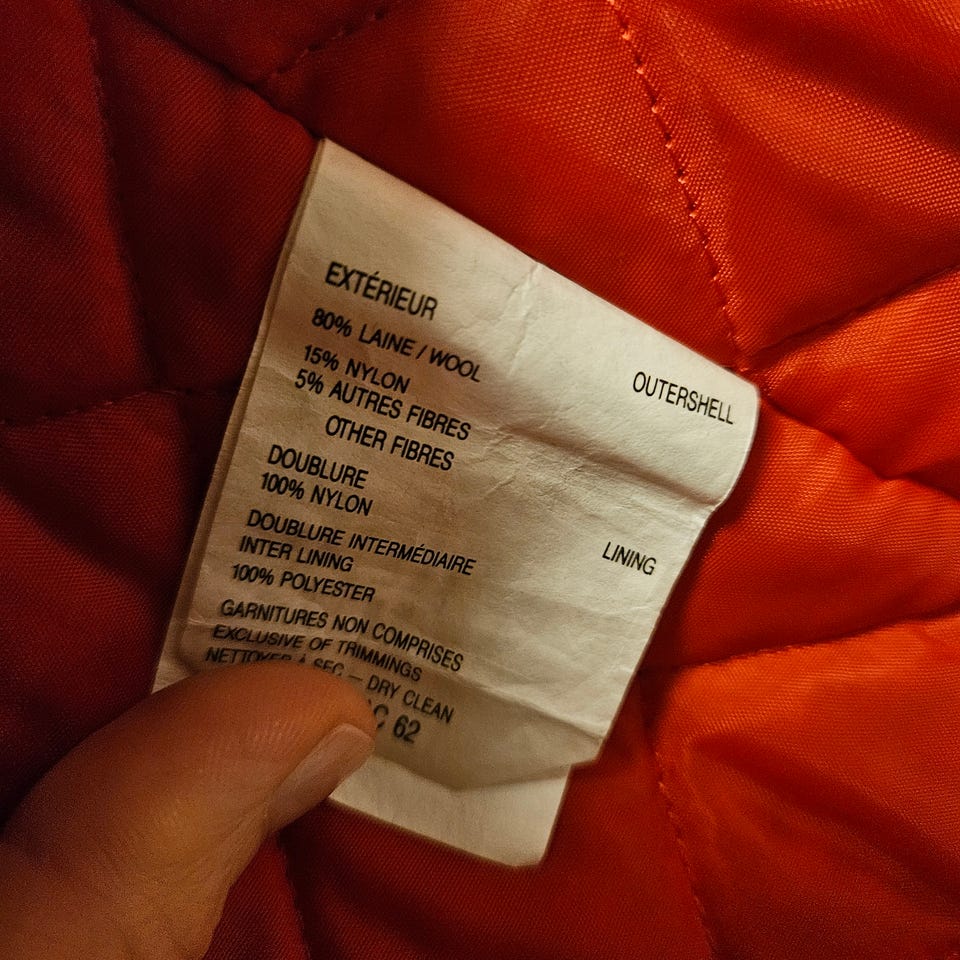 EXTÉRIEUR OUTERSHELL
80% LAINE / WOOL
15% NYLON
5% AUTRES FIBRES
OTHER FIBRES
DOUBLURE LINING
100% NYLON
DOUBLURE INTERMÉDIAIRE
INTER LINING
100% POLYESTER
GARNITURES NON COMPRISES
EXCLUSIVE OF TRIMMINGS
NETTOYER À SEC — DRY CLEAN
62